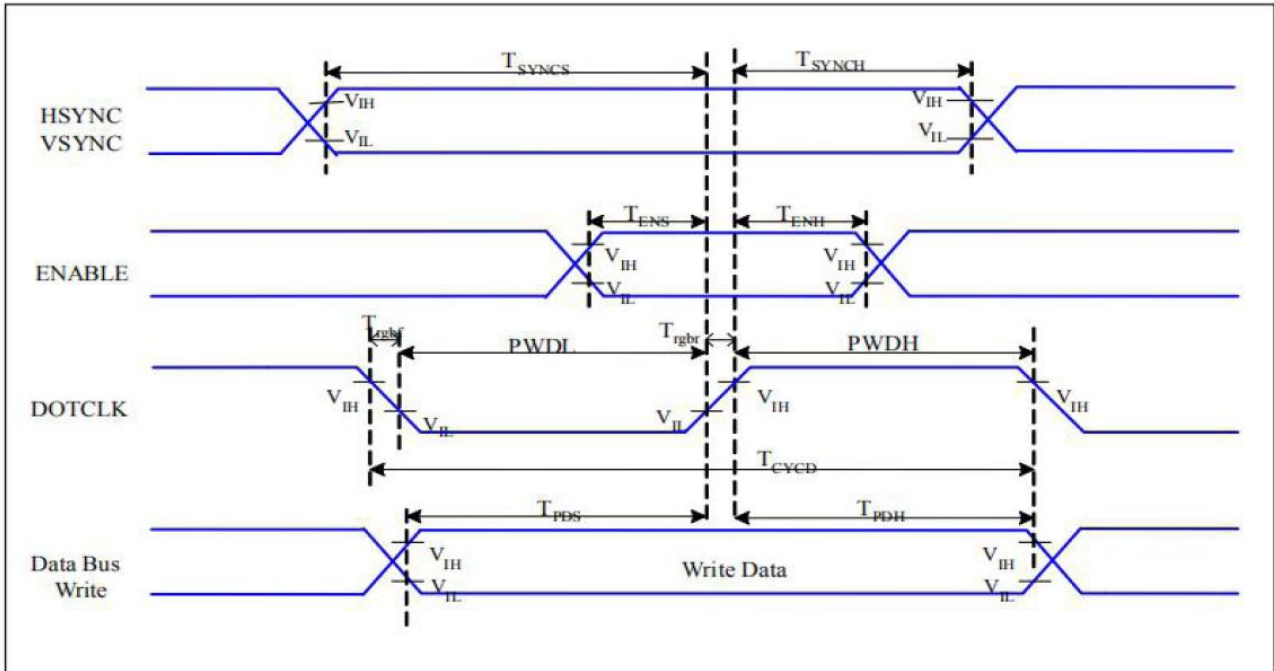 TSYNCS TSYNCH
HSYNC VIH VIH
VSYNC VIL VIL
TENS TENH
ENABLE VIH VIH
VIL VIL
Trgbf PWDL Trgbr PWDH
DOTCLK VIH VIL VIL VIH VIH
TCYCD
TPDS TPDH
Data Bus VIH Write Data VIH
Write VIL VIL